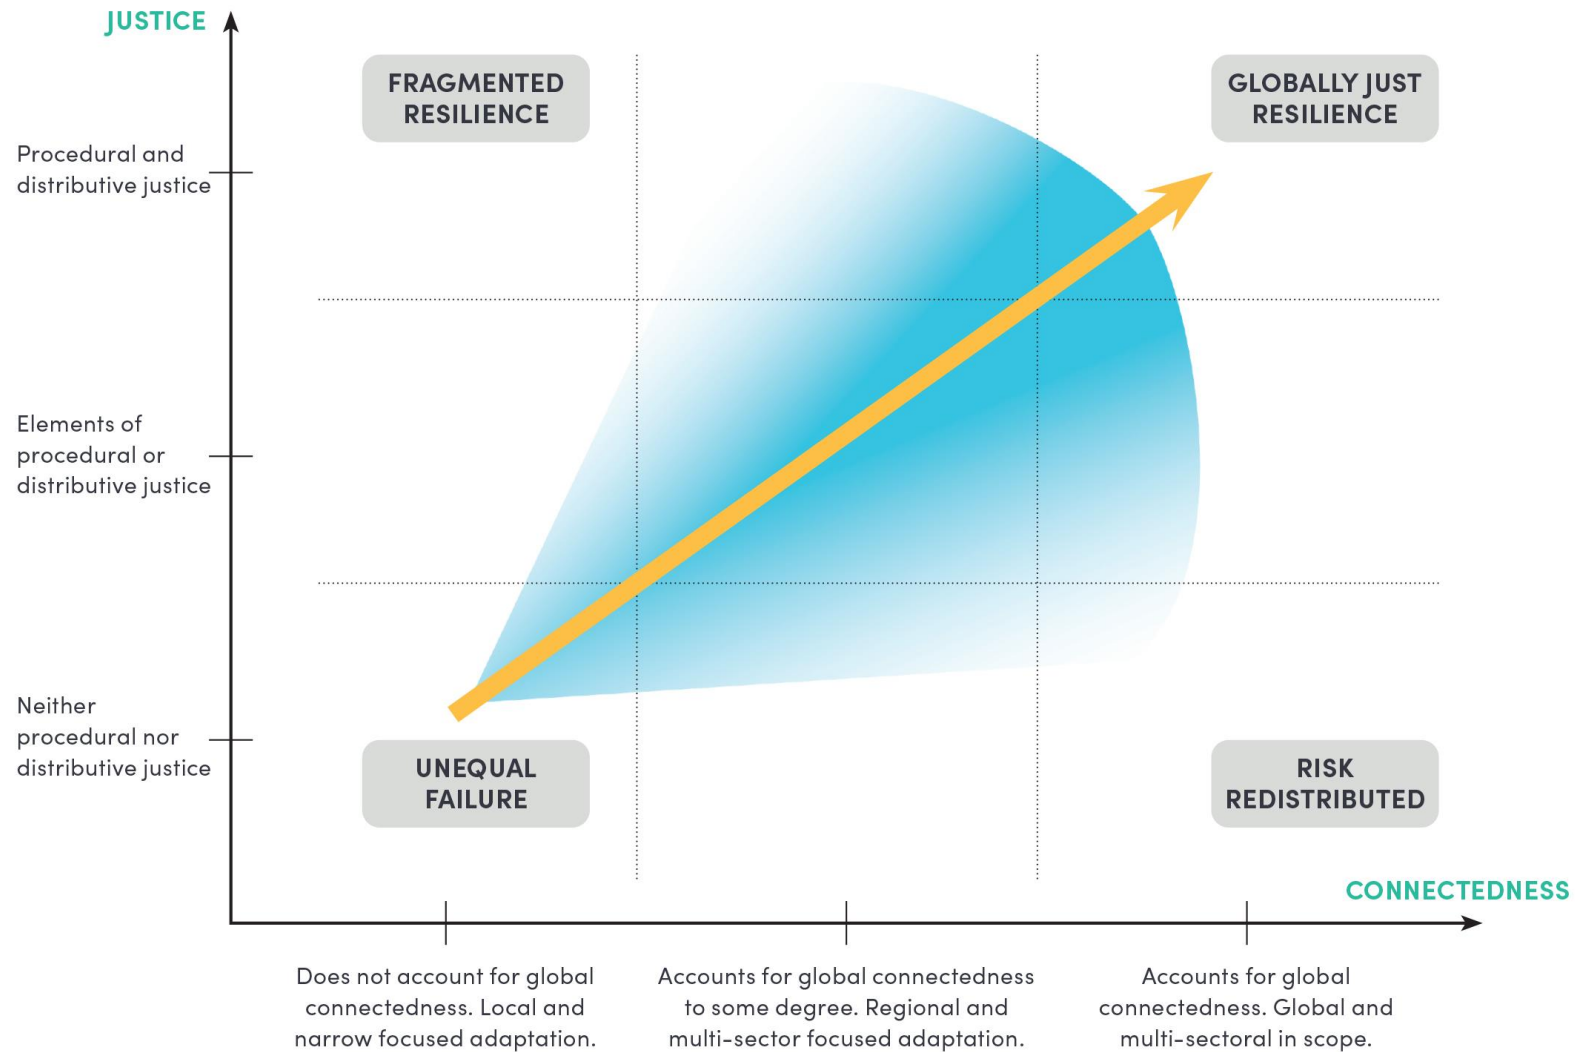 JUSTICE
FRAGMENTED
RESILIENCE
GLOBALLY JUST
RESILIENCE
Procedural and
distributive justice
Elements of
procedural or
distributive justice
Neither
procedural nor
distributive justice
UNEQUAL
FAILURE
RISK
REDISTRIBUTED
CONNECTEDNESS
Does not account for global
connectedness. Local and
narrow focused adaptation.
Accounts for global connectedness
to some degree. Regional and
multi-sector focused adaptation.
Accounts for global
connectedness. Global and
multi-sectoral in scope.